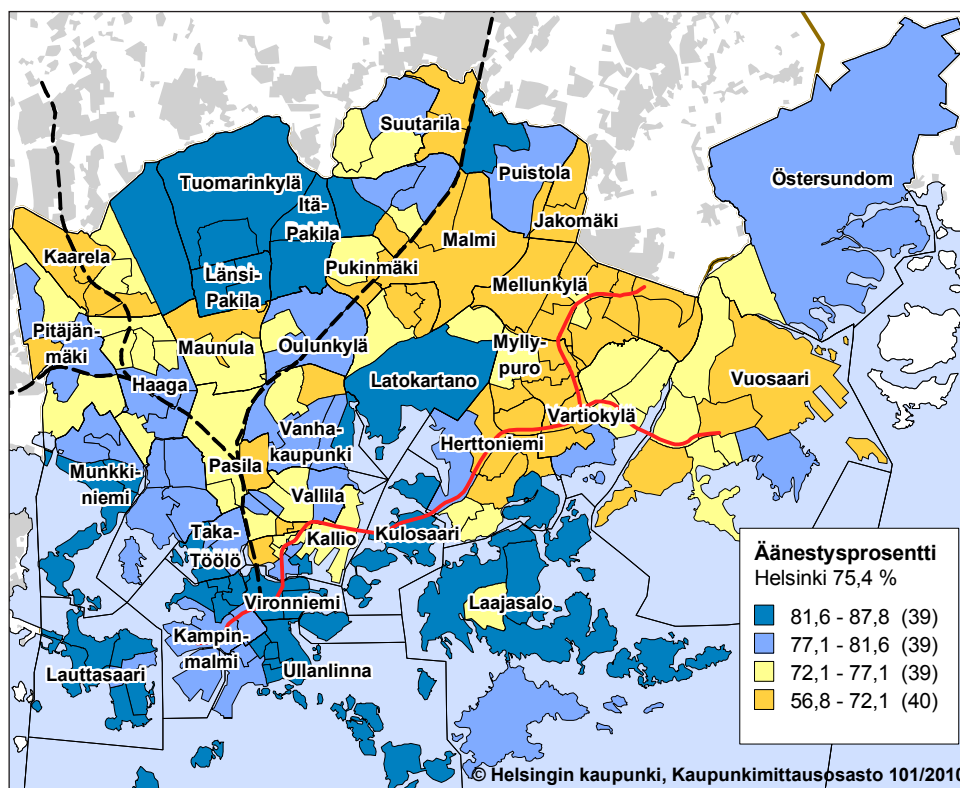 Suutarila
Tuomarinkylä
Puistola
Östersundom
Itä-
Pakila
Jakomäki
Malmi
Kaarela
Pukinmäki
Länsi-
Pakila
Mellunkylä
Pitäjän-
mäki
Maunula
Oulunkylä
Mylly-
puro
Haaga
Latokartano
Vuosaari
Vartiokylä
Vanha-
kaupunki
Herttoniemi
Pasila
Munkki-
niemi
Vallila
Taka-
Töölö
Kallio
Kulosaari
Vironniemi
Laajasalo
Kampin-
malmi
Lauttasaari
Ullanlinna
Äänestysprosentti
Helsinki 75,4 %
81,6 - 87,8 (39)
77,1 - 81,6 (39)
72,1 - 77,1 (39)
56,8 - 72,1 (40)
© Helsingin kaupunki, Kaupunkimittausosasto 101/2010